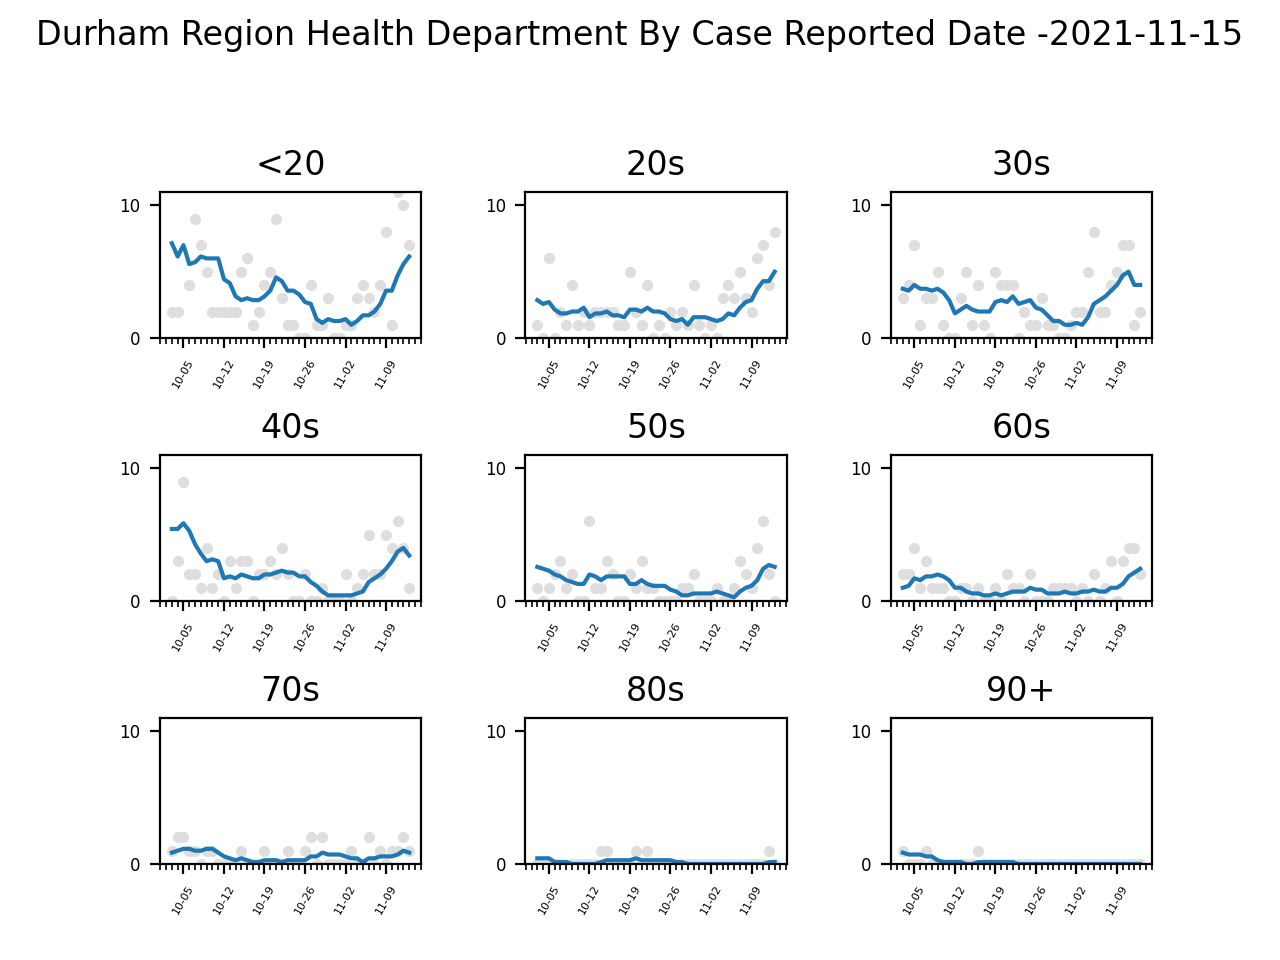 Durham Region Health Department By Case Reported Date -2021-11-15
<20 20s 30s
10 10 10
0 0 0
10-05 10-12 10-19 10-26 11-02 11-09 10-05 10-12 10-19 10-26 11-02 11-09 10-05 10-12 10-19 10-26 11-02 11-09
40s 50s 60s
10 10 10
0 0 0
10-05 10-12 10-19 10-26 11-02 11-09 10-05 10-12 10-19 10-26 11-02 11-09 10-05 10-12 10-19 10-26 11-02 11-09
70s 80s 90+
10 10 10
0 0 0
10-05 10-12 10-19 10-26 11-02 11-09 10-05 10-12 10-19 10-26 11-02 11-09 10-05 10-12 10-19 10-26 11-02 11-09